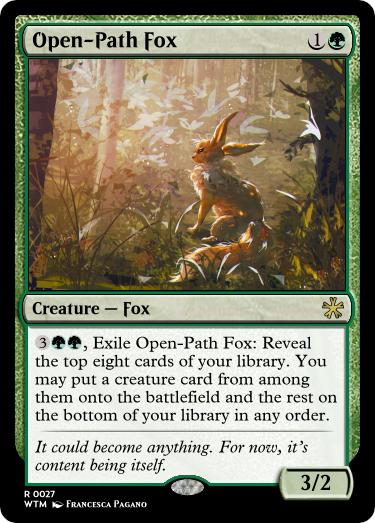 Open-Path Fox 1
Creature — Fox
3, Exile Open-Path Fox: Reveal
the top eight cards of your library. You
may put a creature card from among
them onto the battlefield and the rest on
the bottom of your library in any order.
It could become anything. For now, it's
content being itself.
3/2
R 0027
WTM Francesca Pagano